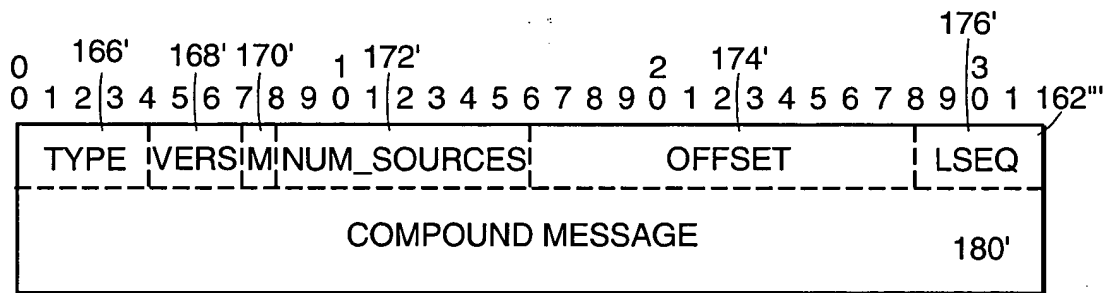 166' 168' 170' 172' 174' 176'
0 1 2 3
0 1 2 3 4 5 6 7 8 9 0 1 2 3 4 5 6 7 8 9 0 1 2 3 4 5 6 7 8 9 0 1 162'''
TYPE VERS M NUM_SOURCES OFFSET LSEQ
COMPOUND MESSAGE
180'